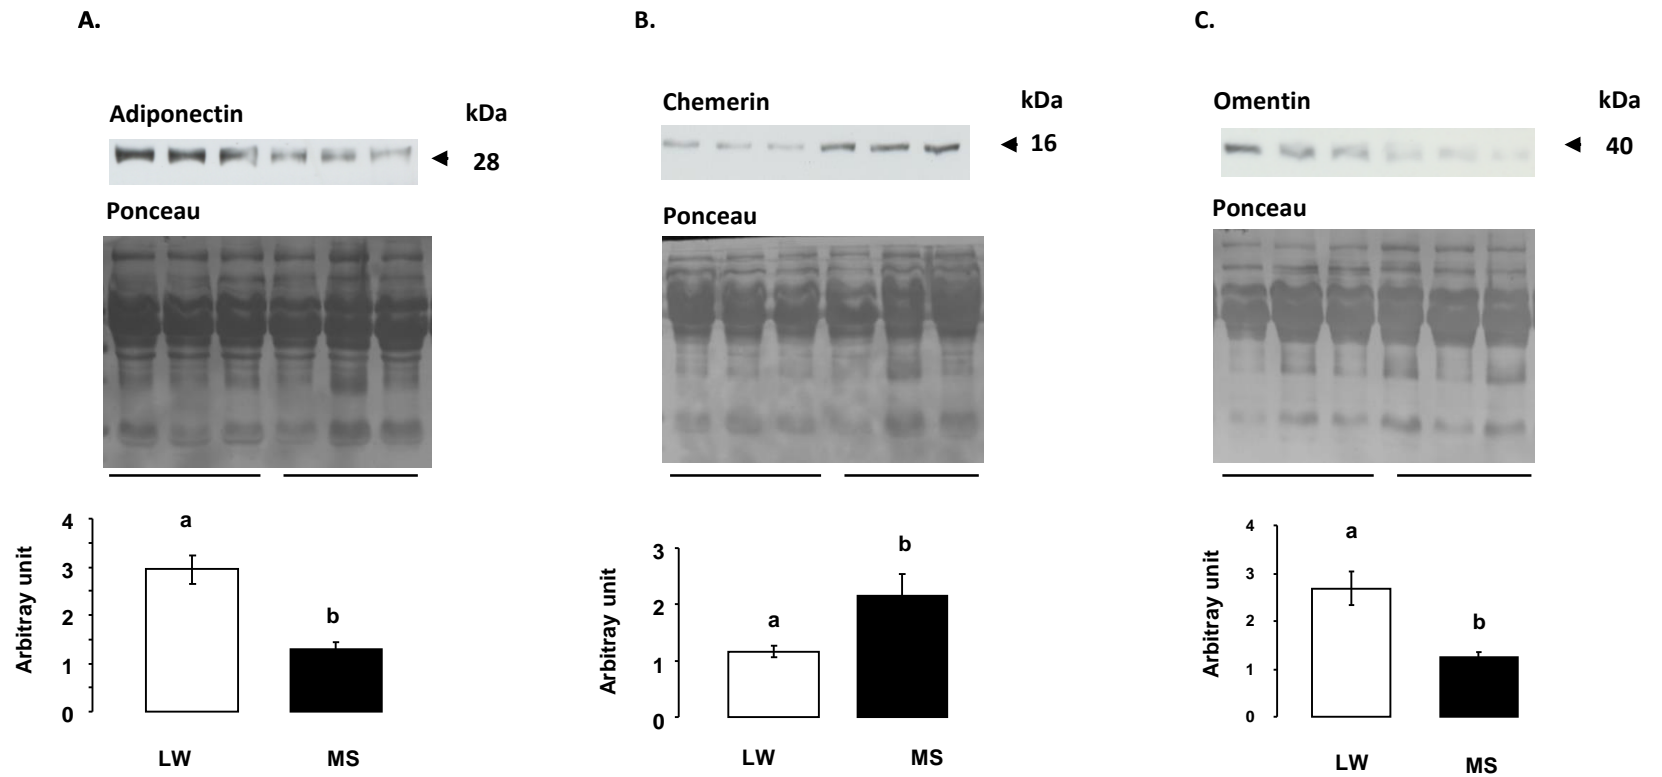 A.
Adiponectin
kDa
28
Ponceau
4
3
2
1
0
Arbitray unit
a
b
LW
MS
B.
Chemerin
kDa
16
Ponceau
3
2
1
0
Arbitray unit
a
b
LW
MS
C.
Omentin
kDa
40
Ponceau
4
3
2
1
0
Arbitray unit
a
b
LW
MS